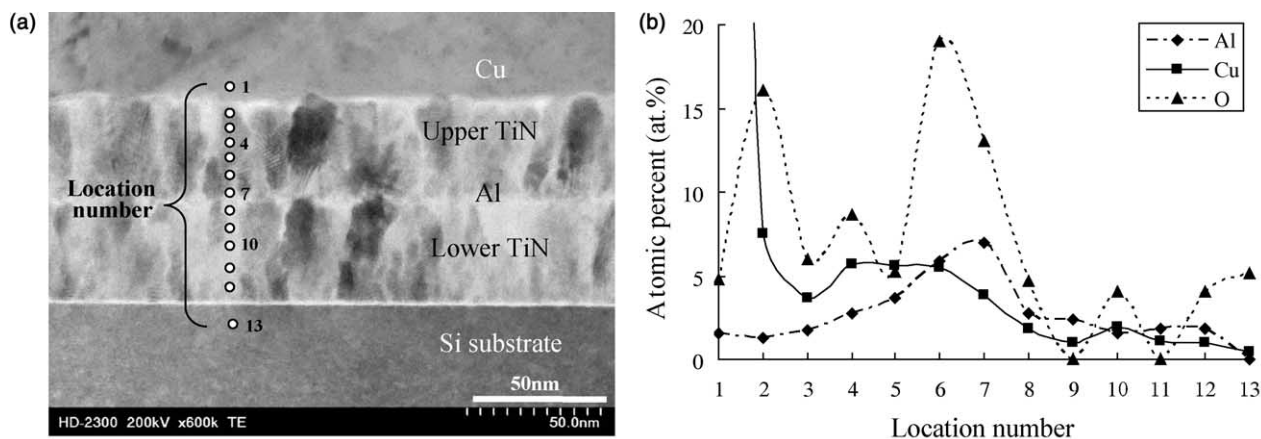 (a)
Cu
1
Upper TiN
4
Location
number
7
Al
10
Lower TiN
13
Si substrate
50nm
HD-2300 200kV x600k TE
50.0nm
(b)
Atomic percent (at.%)
20
15
10
5
0
Al
Cu
O
1 2 3 4 5 6 7 8 9 10 11 12 13
Location number